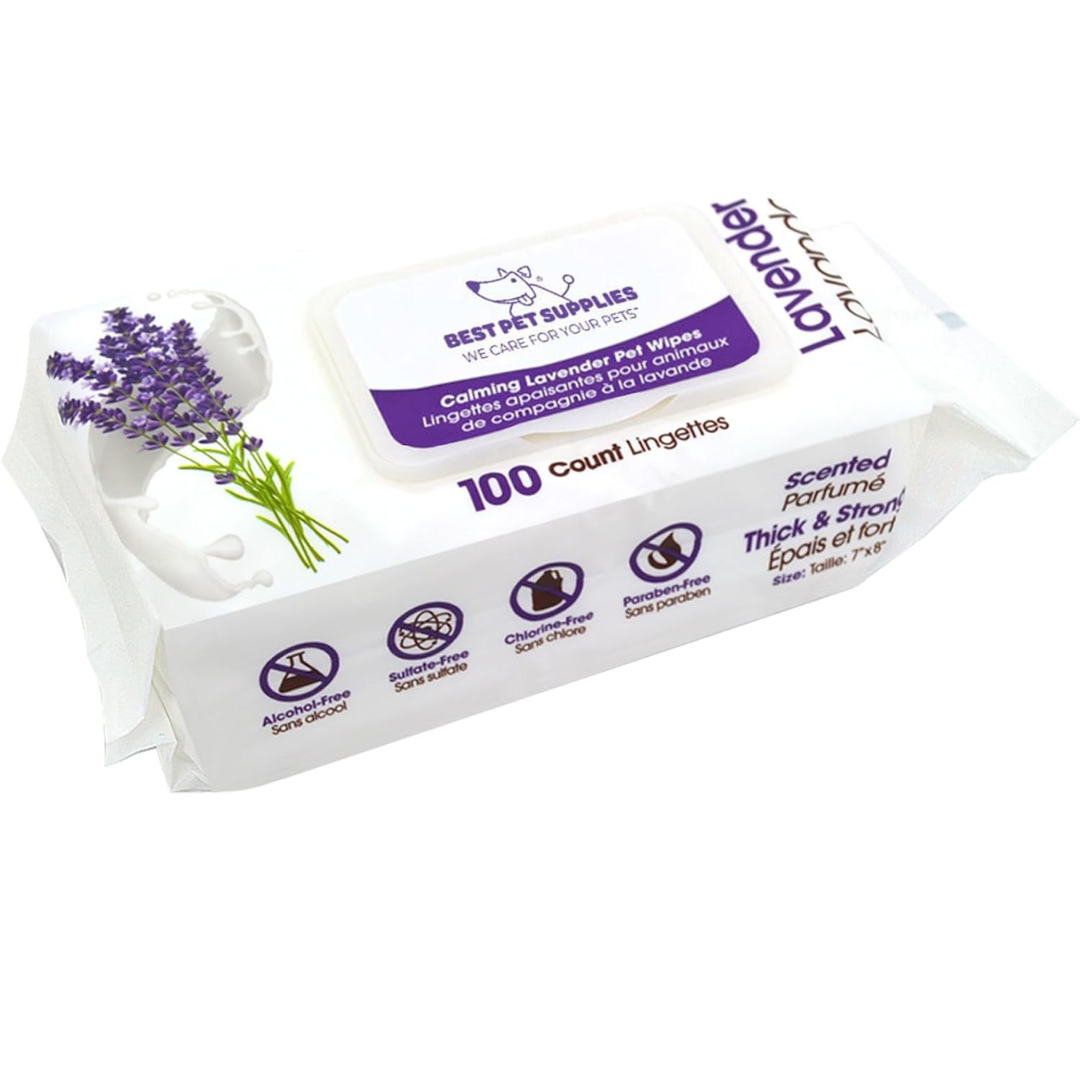 BEST PET SUPPLIES
WE CARE FOR YOUR PETS™
Calming Lavender Pet Wipes
Lingettes apaisantes pour animaux
de compagnie à la lavande
100 Count Lingettes
Lavender
Alcohol-Free
Sans alcool
Sulfate-Free
Sans sulfate
Chlorine-Free
Sans chlore
Paraben-Free
Sans paraben
Scented
Parfumé
Thick & Strong
Épais et fort
Size: Taille: 7"x8"